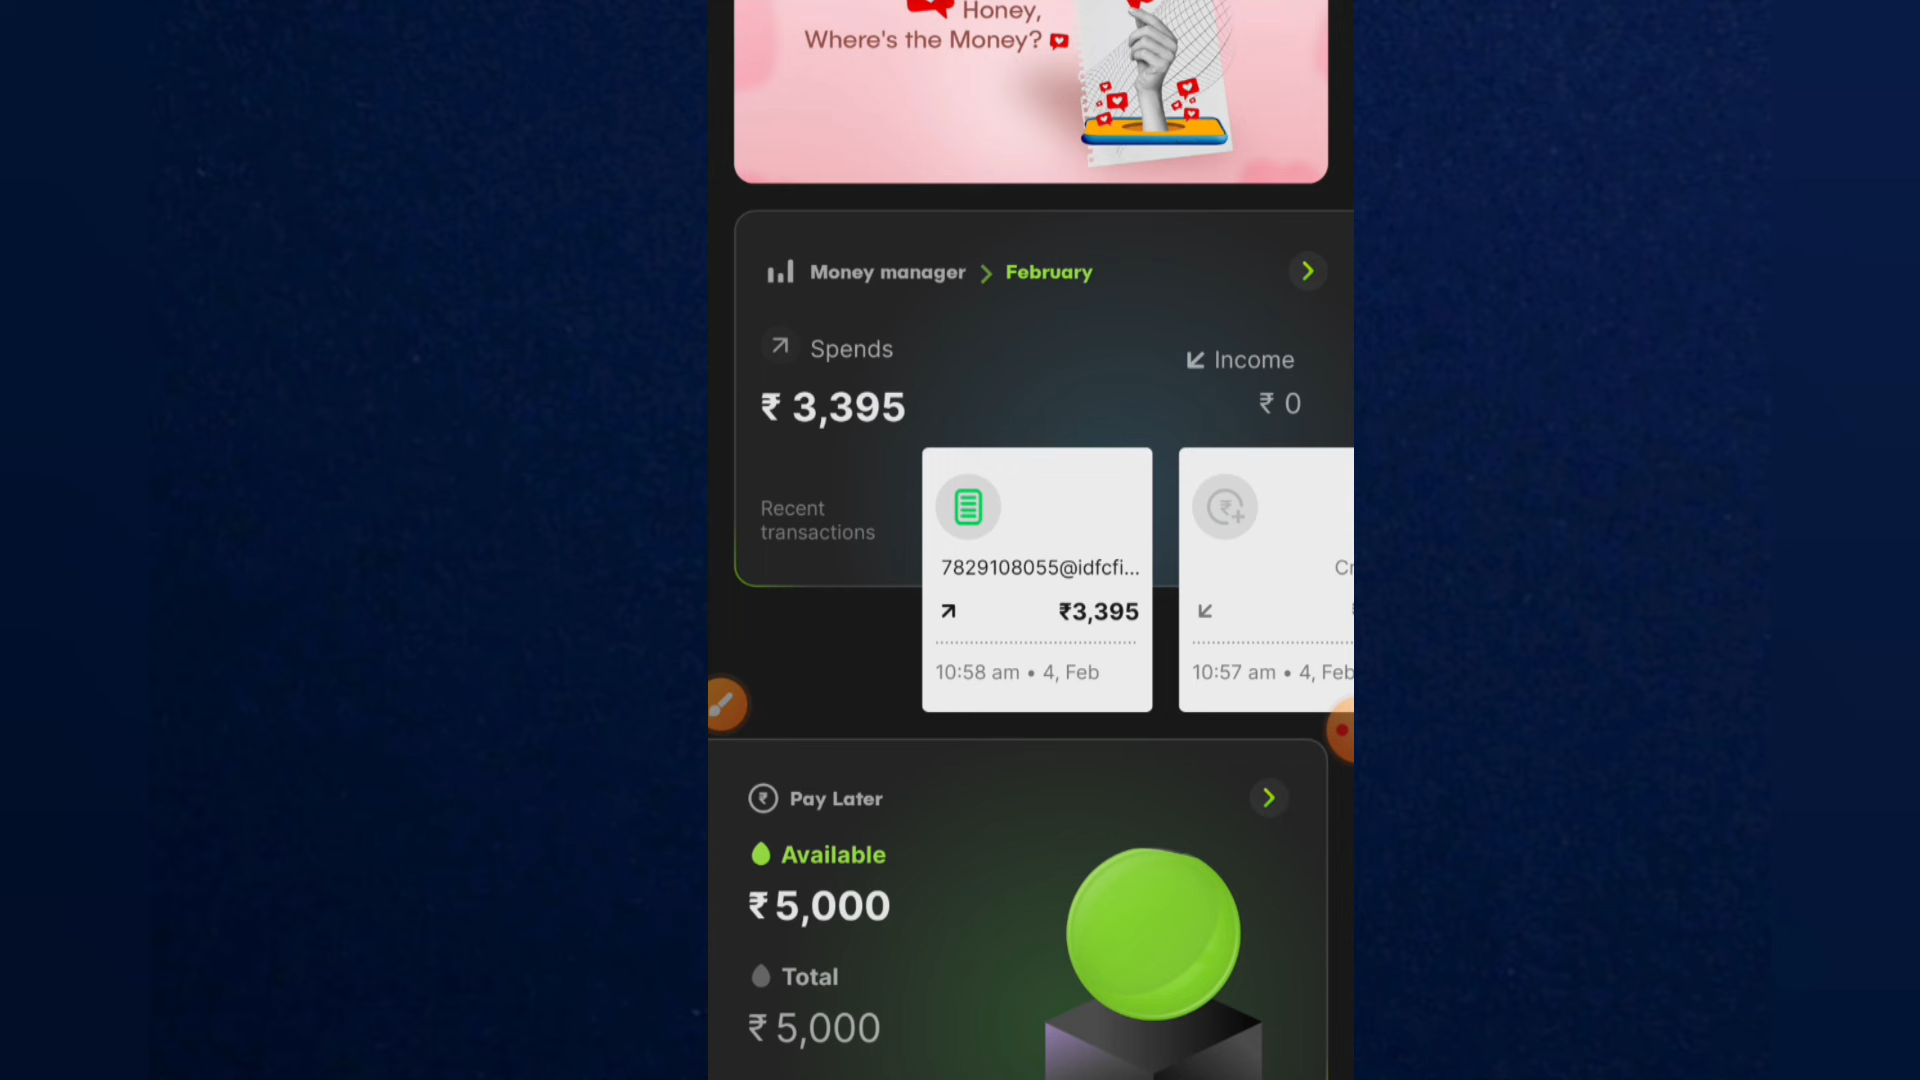 Honey,
Where's the Money?
Money manager
February
Spends
₹ 3,395
Income
₹ 0
Recent
transactions
7829108055@idfcfi...
₹3,395
10:58 am • 4, Feb
10:57 am • 4, Feb
Pay Later
Available
₹5,000
Total
₹5,000